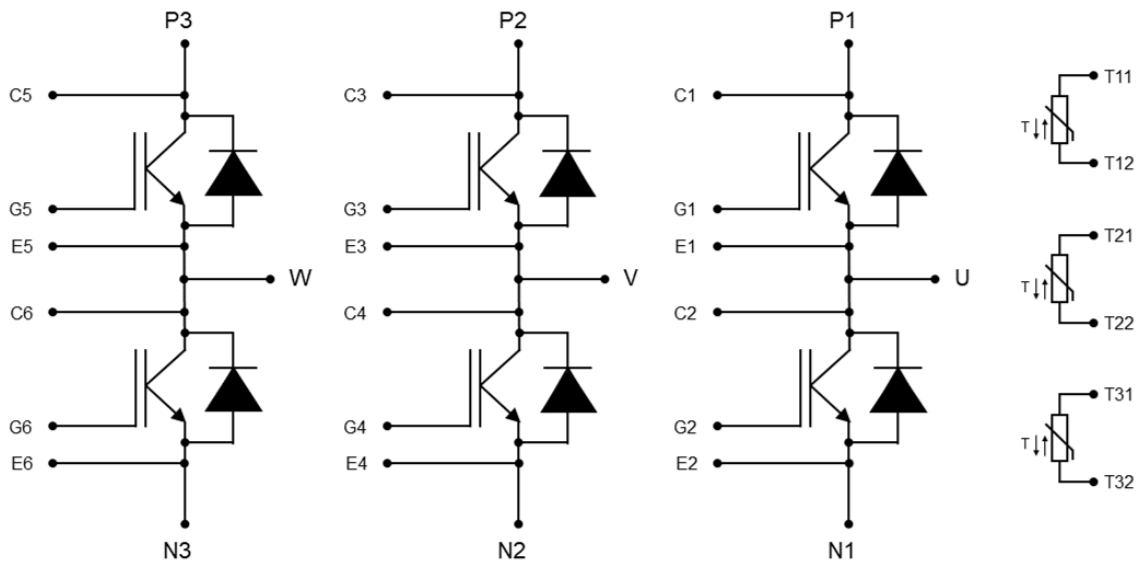 P3 P2 P1
C5 C3 C1 T11
T T12
G5 G3 G1
E5 E3 E1 T21
W V U T
C6 C4 C2 T22
T31
G6 G4 G2 T
E6 E4 E2 T32
N3 N2 N1